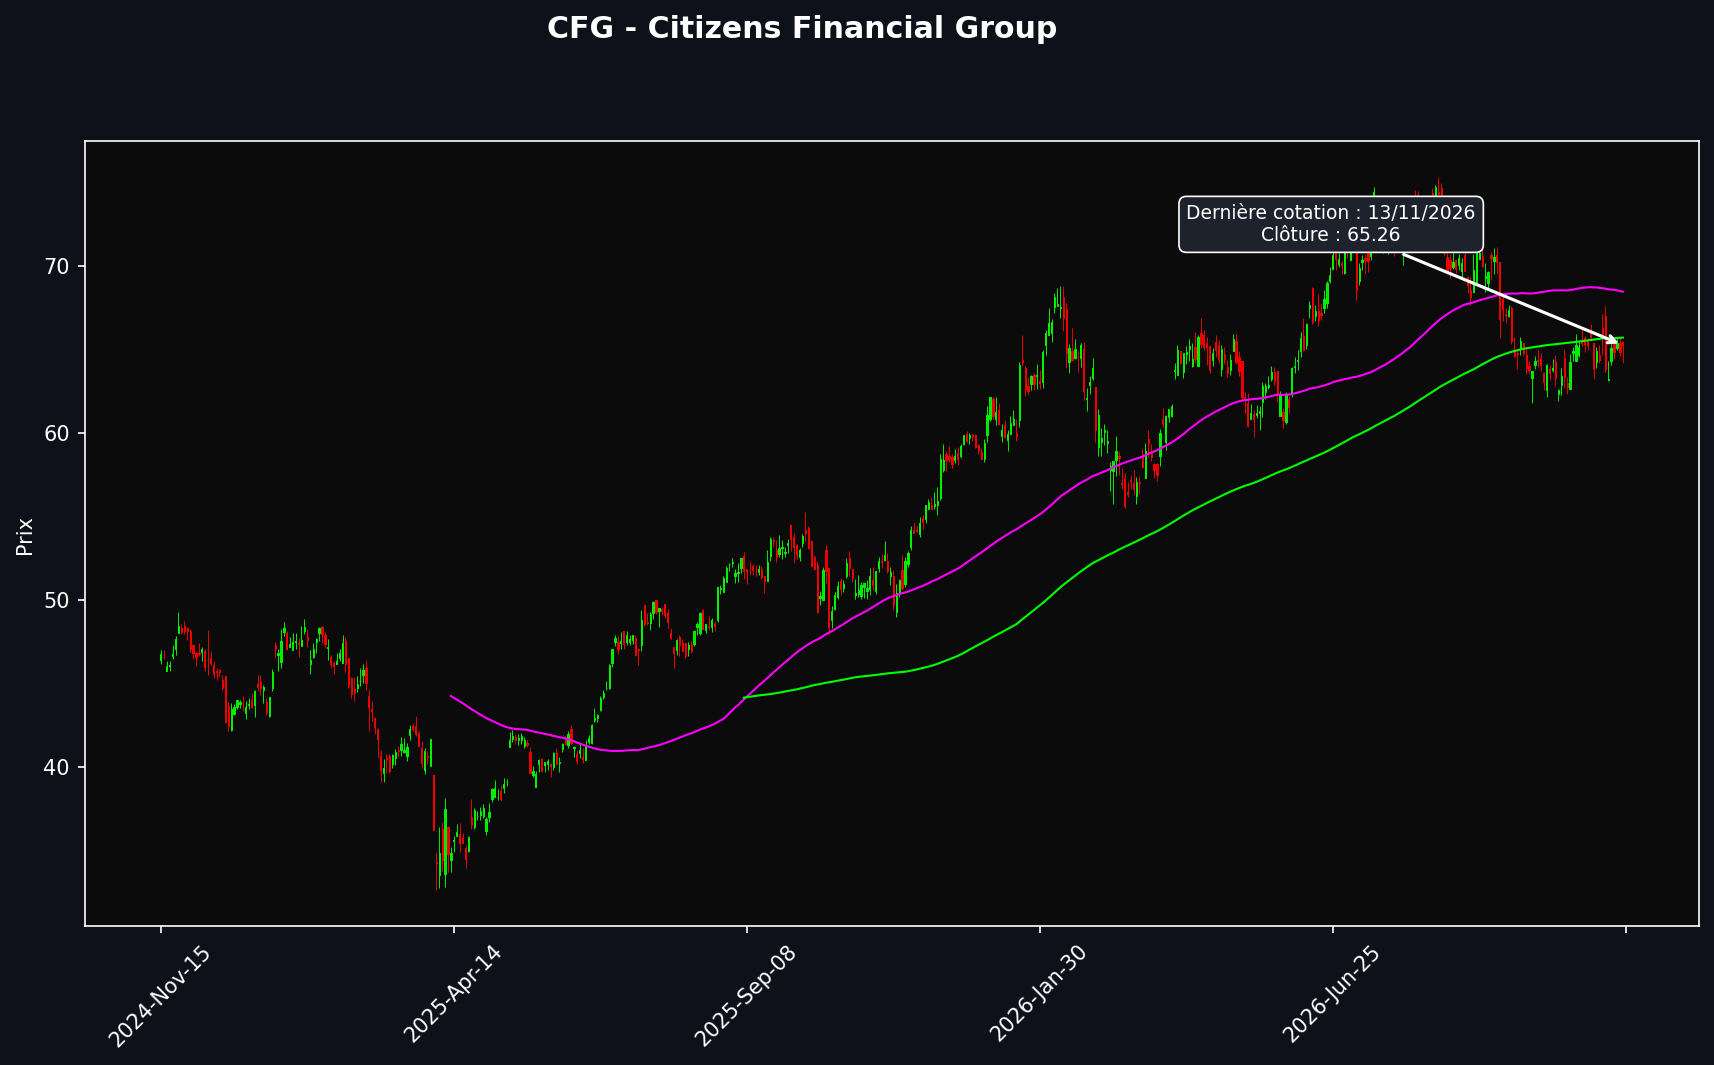 CFG - Citizens Financial Group
Dernière cotation : 13/11/2026
Clôture : 65.26
70
60
50
40
Prix
2024-Nov-15
2025-Apr-14
2025-Sep-08
2026-Jan-30
2026-Jun-25